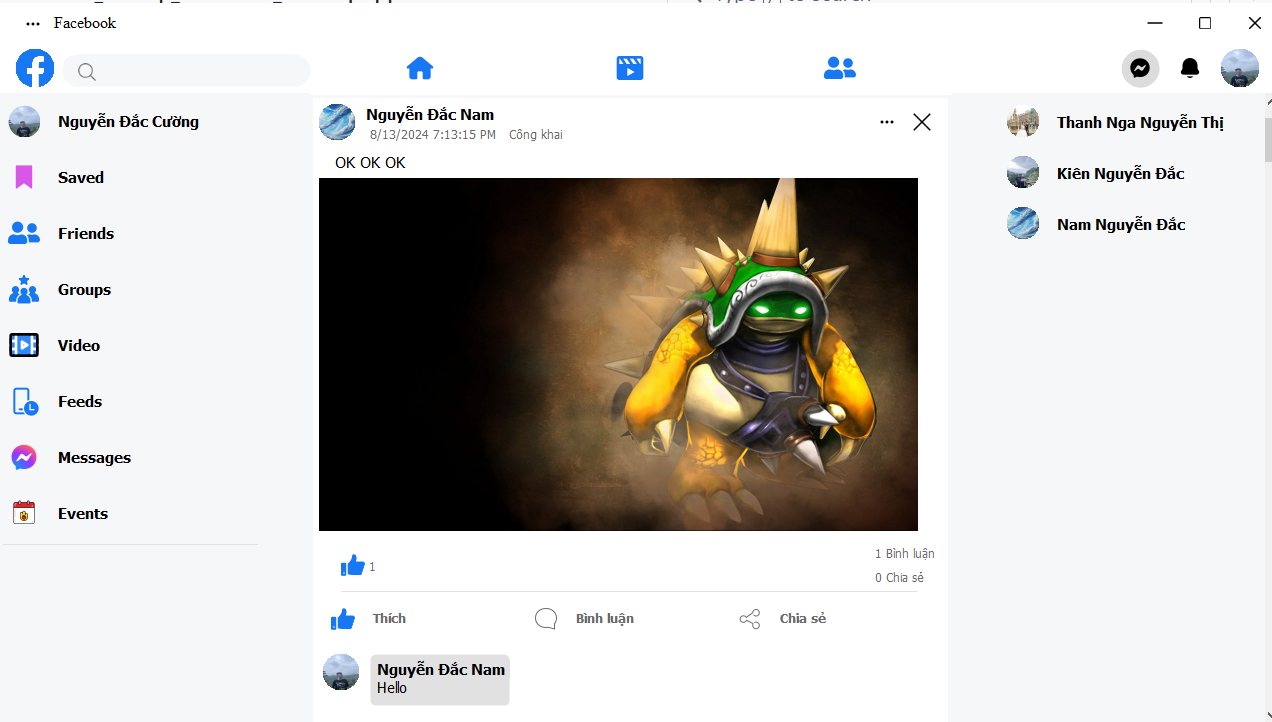 Facebook
Nguyễn Đắc Cường
Saved
Friends
Groups
Video
Feeds
Messages
Events
Nguyễn Đắc Nam
8/13/2024 7:13:15 PM Công khai
OK OK OK
1
1 Bình luận
0 Chia sẻ
Thích
Bình luận
Chia sẻ
Nguyễn Đắc Nam
Hello
Thanh Nga Nguyễn Thị
Kiên Nguyễn Đắc
Nam Nguyễn Đắc